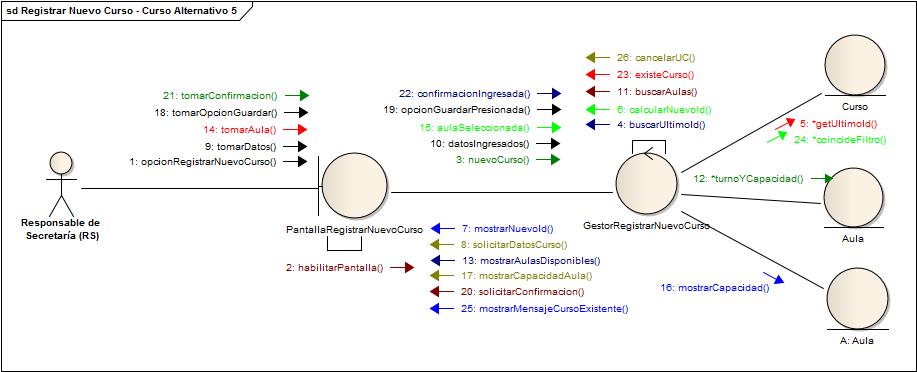 sd Registrar Nuevo Curso - Curso Alternativo 5
21: tomarConfirmacion()
18: tomarOpcionGuardar()
14: tomarAula()
9: tomarDatos()
1: opcionRegistrarNuevoCurso()
22: confirmacionIngresada()
19: opcionGuardarPresionada()
15: aulaSeleccionada()
10: datosIngresados()
3: nuevoCurso()
26: cancelarUC()
23: existeCurso()
11: buscarAulas()
6: calcularNuevoId()
4: buscarUltimoId()
Curso
5: *getUltimoId()
24: *coincideFiltro()
12: *turnoYCapacidad()
Responsable de
Secretaría (RS)
PantallaRegistrarNuevoCurso
GestorRegistrarNuevoCurso
Aula
2: habilitarPantalla()
7: mostrarNuevoId()
8: solicitarDatosCurso()
13: mostrarAulasDisponibles()
17: mostrarCapacidadAula()
20: solicitarConfirmacion()
25: mostrarMensajeCursoExistente()
16: mostrarCapacidad()
A: Aula